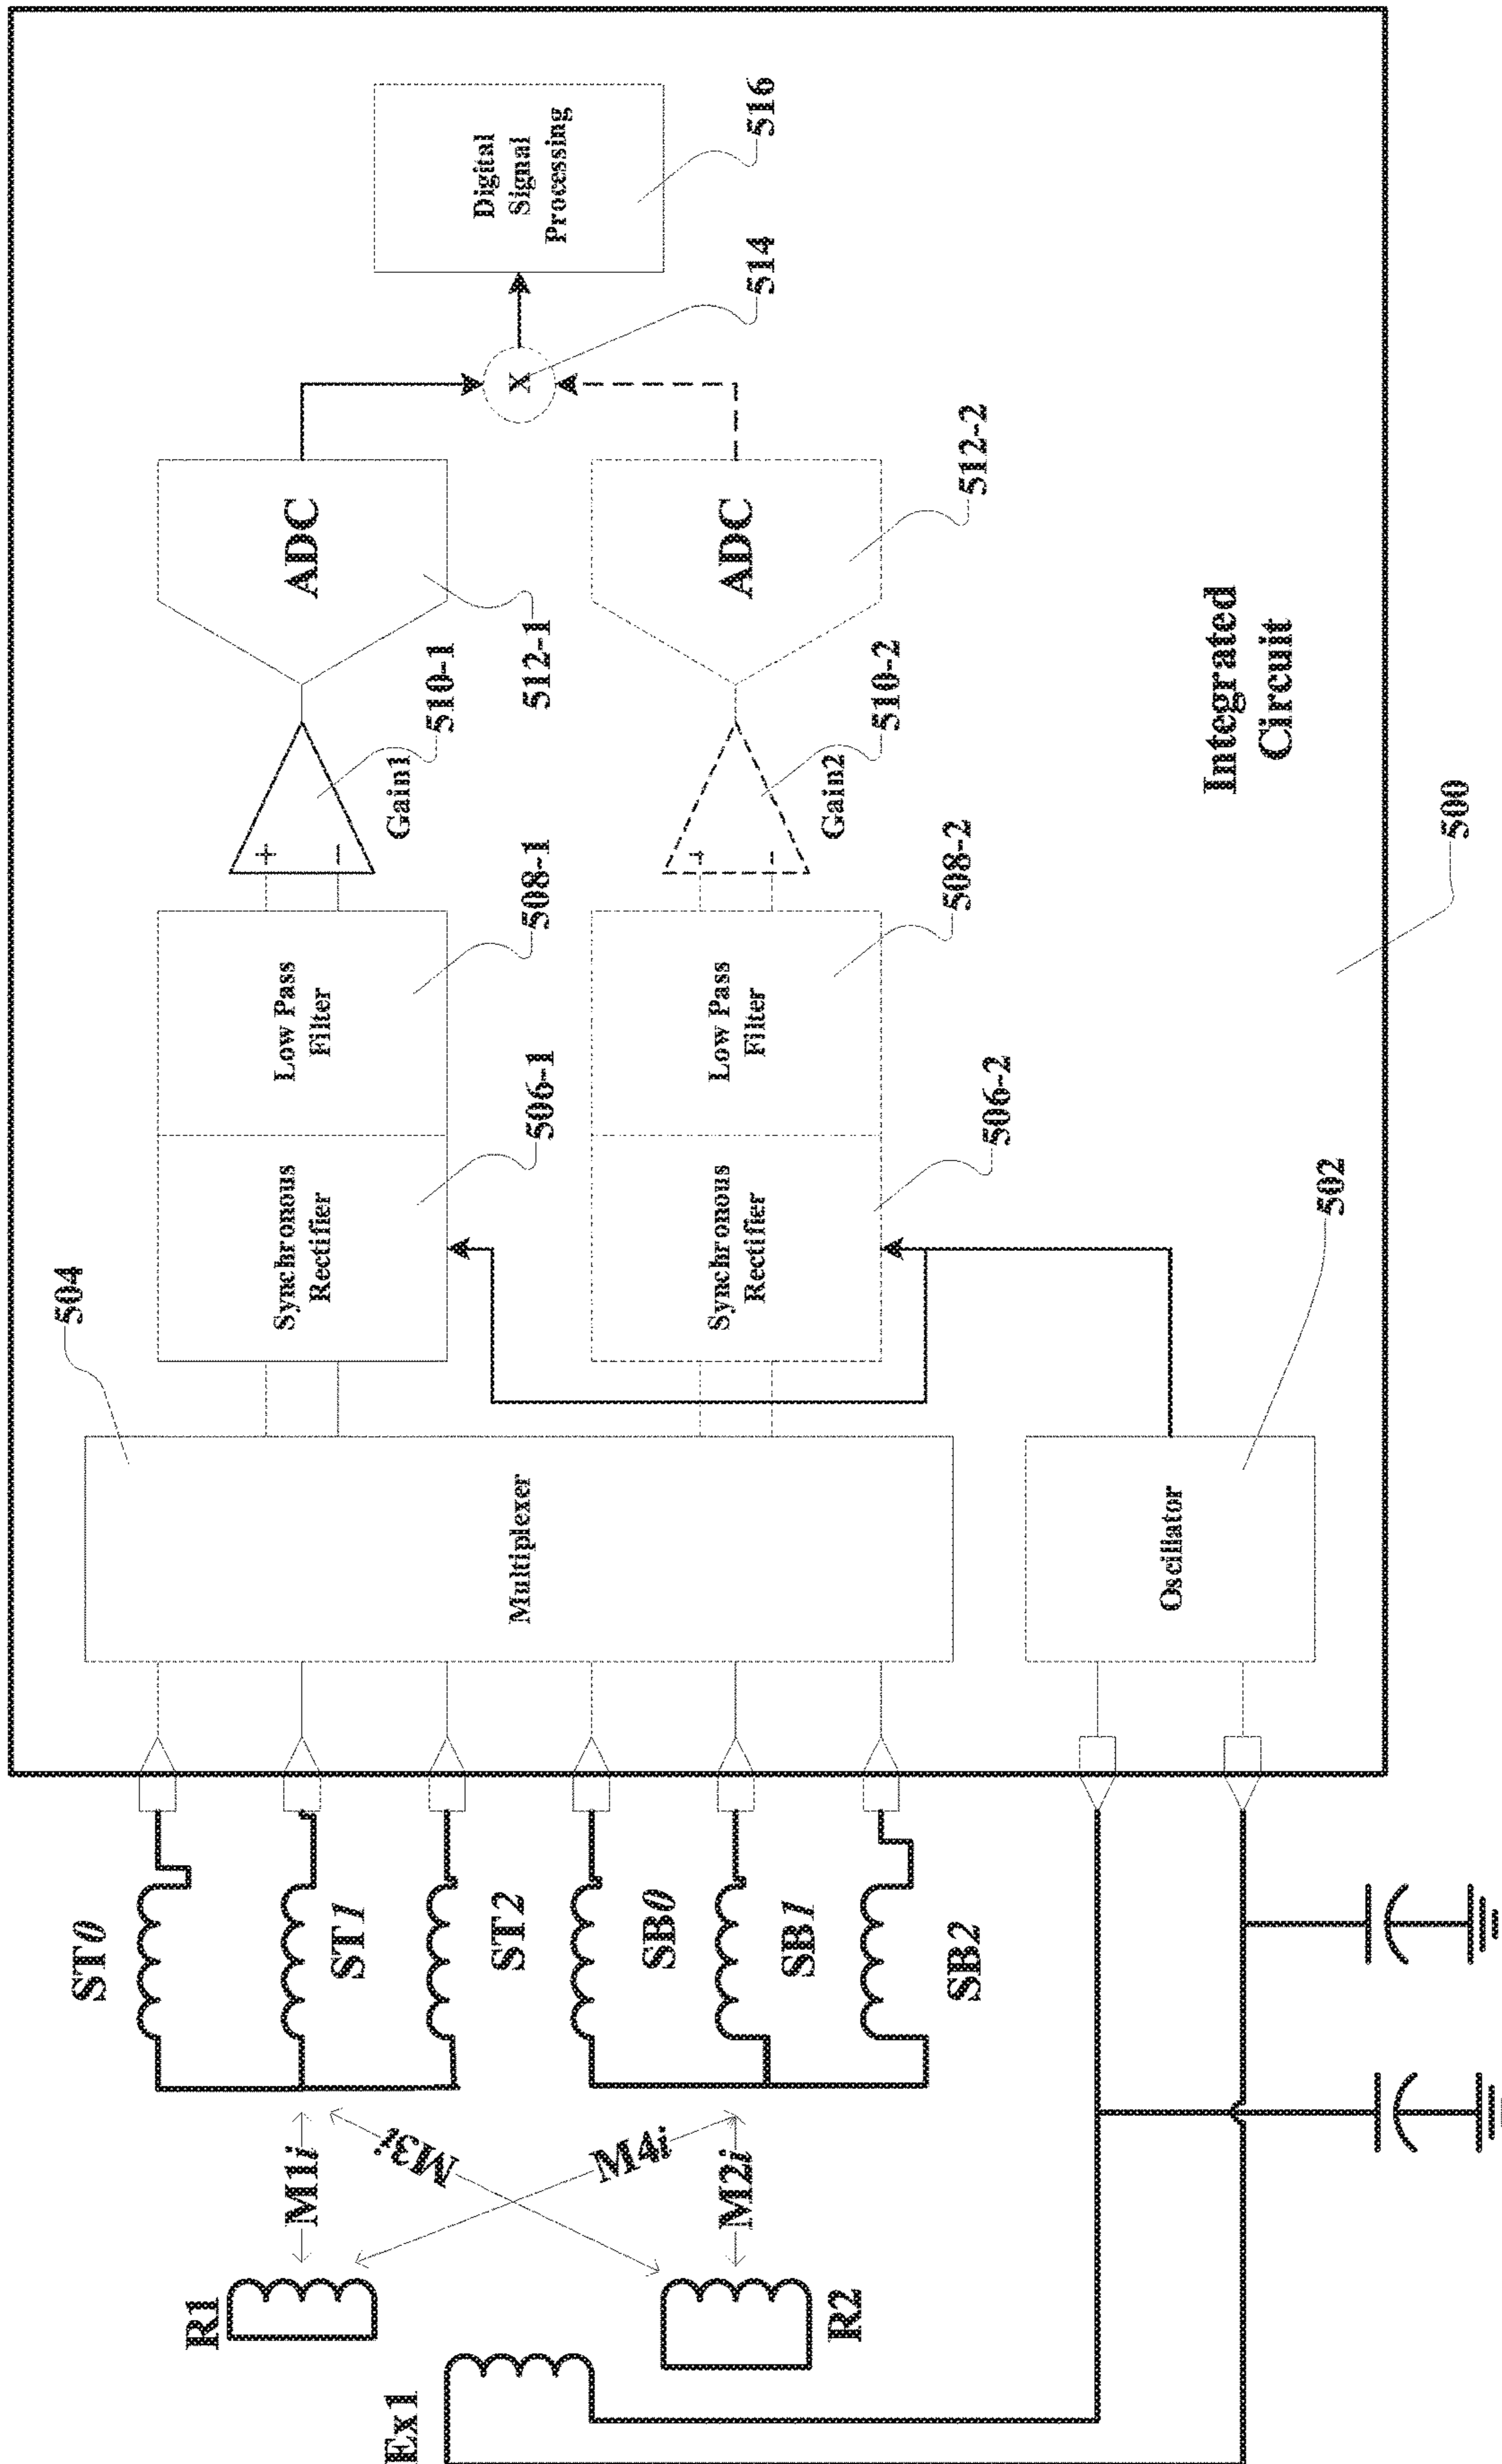 504
Synchronous
Rectifier
506-1
Low Pass
Filter
508-1
Gain1
510-1
ADC
512-1
Digital
Signal
Processing
516
X
514
Multiplexer
Synchronous
Rectifier
506-2
Low Pass
Filter
508-2
Gain2
510-2
ADC
512-2
Oscillator
502
Integrated
Circuit
500
ST0
ST1
ST2
SB0
SB1
SB2
M1i
M3i
M4i
M2i
R1
R2
Ex1
+
-
+
-